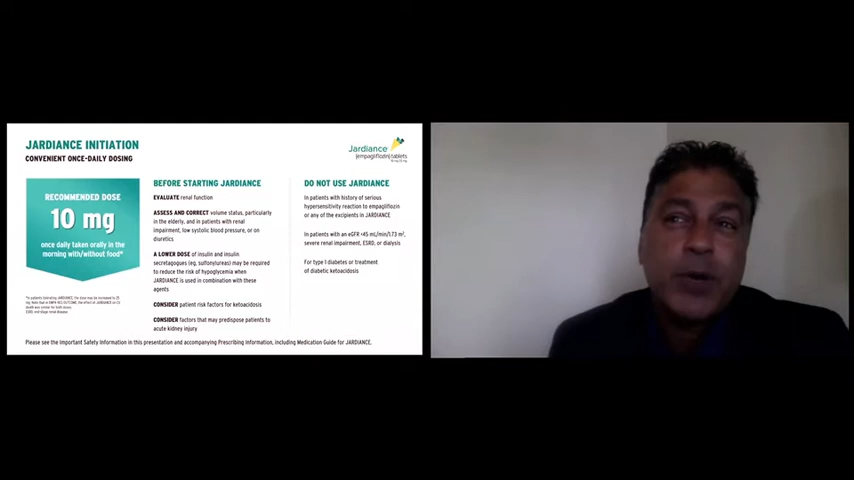 JARDIANCE INITIATION
CONVENIENT ONCE-DAILY DOSING
Jardiance
(empagliflozin) tablets
RECOMMENDED DOSE
10 mg
once daily taken orally in the
morning with/without food*
BEFORE STARTING JARDIANCE
EVALUATE renal function
ASSESS AND CORRECT volume status, particularly
in the elderly, and in patients with renal
impairment, low systolic blood pressure, or on
diuretics
A LOWER DOSE of insulin and insulin
secretagogues (eg, sulfonylureas) may be required
to reduce the risk of hypoglycemia when
JARDIANCE is used in combination with these
agents
CONSIDER patient risk factors for ketoacidosis
CONSIDER factors that may predispose patients to
acute kidney injury
DO NOT USE JARDIANCE
In patients with history of serious
hypersensitivity reaction to empagliflozin
or any of the excipients in JARDIANCE
In patients with an eGFR <45 mL/min/1.73 m²,
severe renal impairment, ESRD, or dialysis
For type 1 diabetes or treatment
of diabetic ketoacidosis
Please see the Important Safety Information in this presentation and accompanying Prescribing Information, including Medication Guide for JARDIANCE.